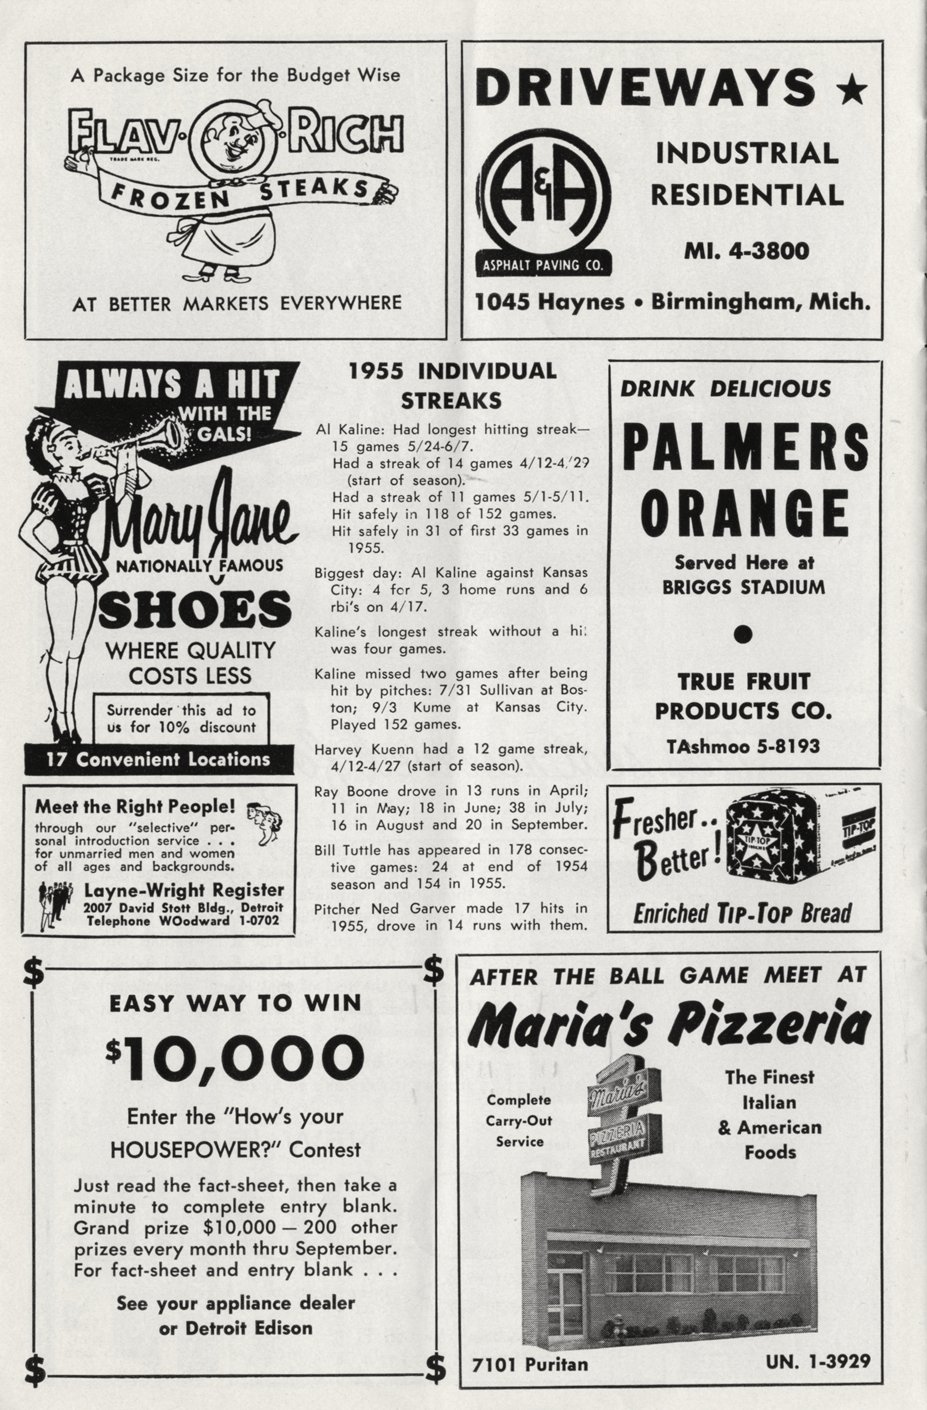 A Package Size for the Budget Wise
FLAV·O·RICH
TRADE MARK REG.
FROZEN STEAKS
AT BETTER MARKETS EVERYWHERE
DRIVEWAYS ★
A&A
ASPHALT PAVING CO.
INDUSTRIAL
RESIDENTIAL
MI. 4-3800
1045 Haynes • Birmingham, Mich.
ALWAYS A HIT
WITH THE
GALS!
Mary Jane
NATIONALLY FAMOUS
SHOES
WHERE QUALITY
COSTS LESS
Surrender this ad to
us for 10% discount
17 Convenient Locations
Meet the Right People!
through our "selective" per-
sonal introduction service . . .
for unmarried men and women
of all ages and backgrounds.
Layne-Wright Register
2007 David Stott Bldg., Detroit
Telephone WOodward 1-0702
1955 INDIVIDUAL
STREAKS
Al Kaline: Had longest hitting streak—
15 games 5/24-6/7.
Had a streak of 14 games 4/12-4/29
(start of season).
Had a streak of 11 games 5/1-5/11.
Hit safely in 118 of 152 games.
Hit safely in 31 of first 33 games in
1955.
Biggest day: Al Kaline against Kansas
City: 4 for 5, 3 home runs and 6
rbi's on 4/17.
Kaline's longest streak without a hit
was four games.
Kaline missed two games after being
hit by pitches: 7/31 Sullivan at Bos-
ton; 9/3 Kume at Kansas City.
Played 152 games.
Harvey Kuenn had a 12 game streak,
4/12-4/27 (start of season).
Ray Boone drove in 13 runs in April;
11 in May; 18 in June; 38 in July;
16 in August and 20 in September.
Bill Tuttle has appeared in 178 consec-
tive games: 24 at end of 1954
season and 154 in 1955.
Pitcher Ned Garver made 17 hits in
1955, drove in 14 runs with them.
DRINK DELICIOUS
PALMERS
ORANGE
Served Here at
BRIGGS STADIUM
●
TRUE FRUIT
PRODUCTS CO.
TAshmoo 5-8193
Fresher..
Better!
TIP-TOP
TIP-TOP
Enriched TIP-TOP Bread
EASY WAY TO WIN
$10,000
Enter the "How's your
HOUSEPOWER?" Contest
Just read the fact-sheet, then take a
minute to complete entry blank.
Grand prize $10,000 — 200 other
prizes every month thru September.
For fact-sheet and entry blank . . .
See your appliance dealer
or Detroit Edison
AFTER THE BALL GAME MEET AT
Maria's Pizzeria
Complete
Carry-Out
Service
Maria's
PIZZERIA
RESTAURANT
The Finest
Italian
& American
Foods
7101 Puritan
UN. 1-3929